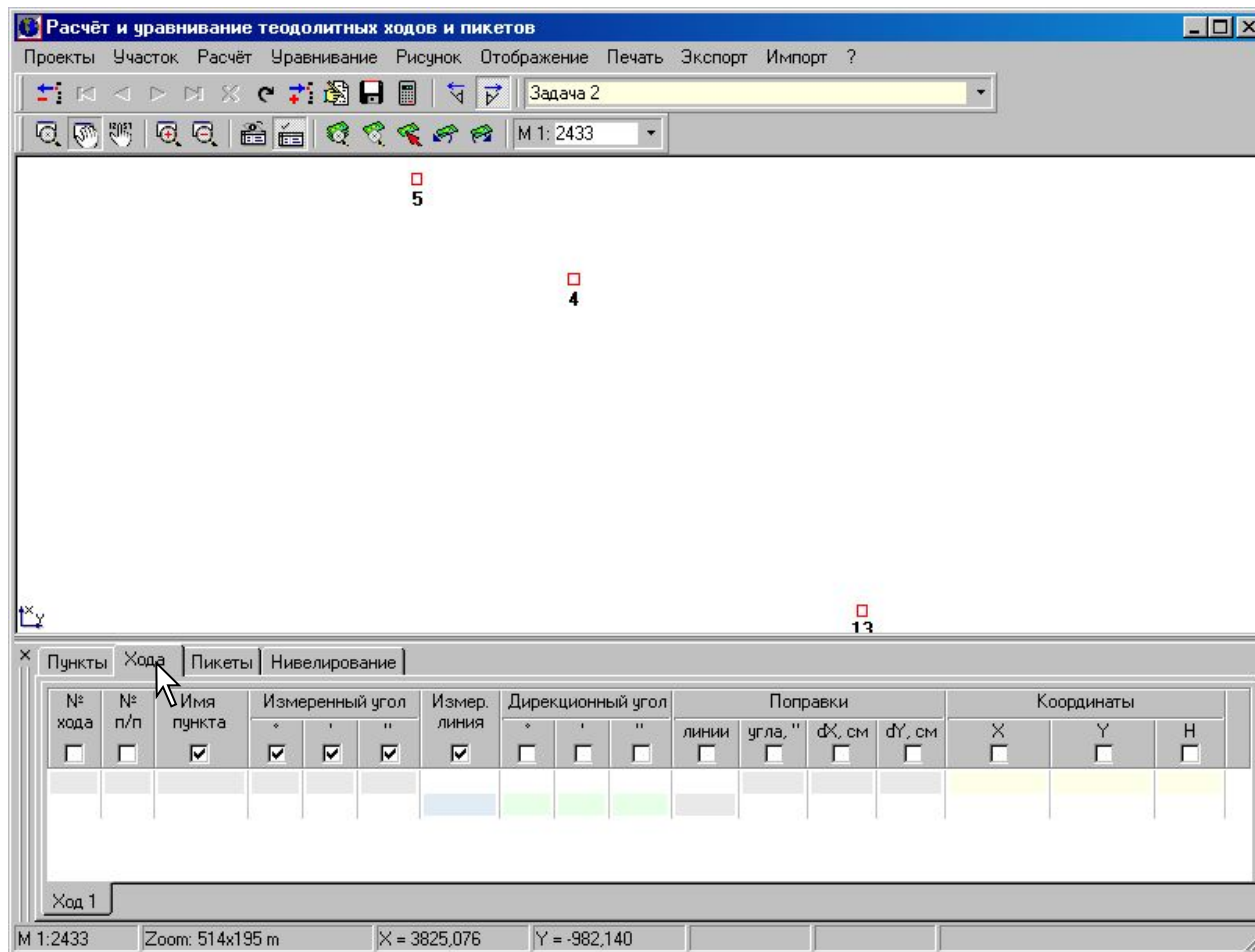 Расчёт и уравнивание теодолитных ходов и пикетов
Проекты Участок Расчёт Уравнивание Рисунок Отображение Печать Экспорт Импорт ?
Задача 2
М 1: 2433
5
4
13
X Y
Пункты Хода Пикеты Нивелирование
№ хода № п/п Имя пункта Измеренный угол Измер. линия Дирекционный угол Поправки Координаты
° ' " ° ' " линии угла, " dX, см dY, см X Y H
Ход 1
М 1:2433 Zoom: 514x195 m X = 3825,076 Y = -982,140